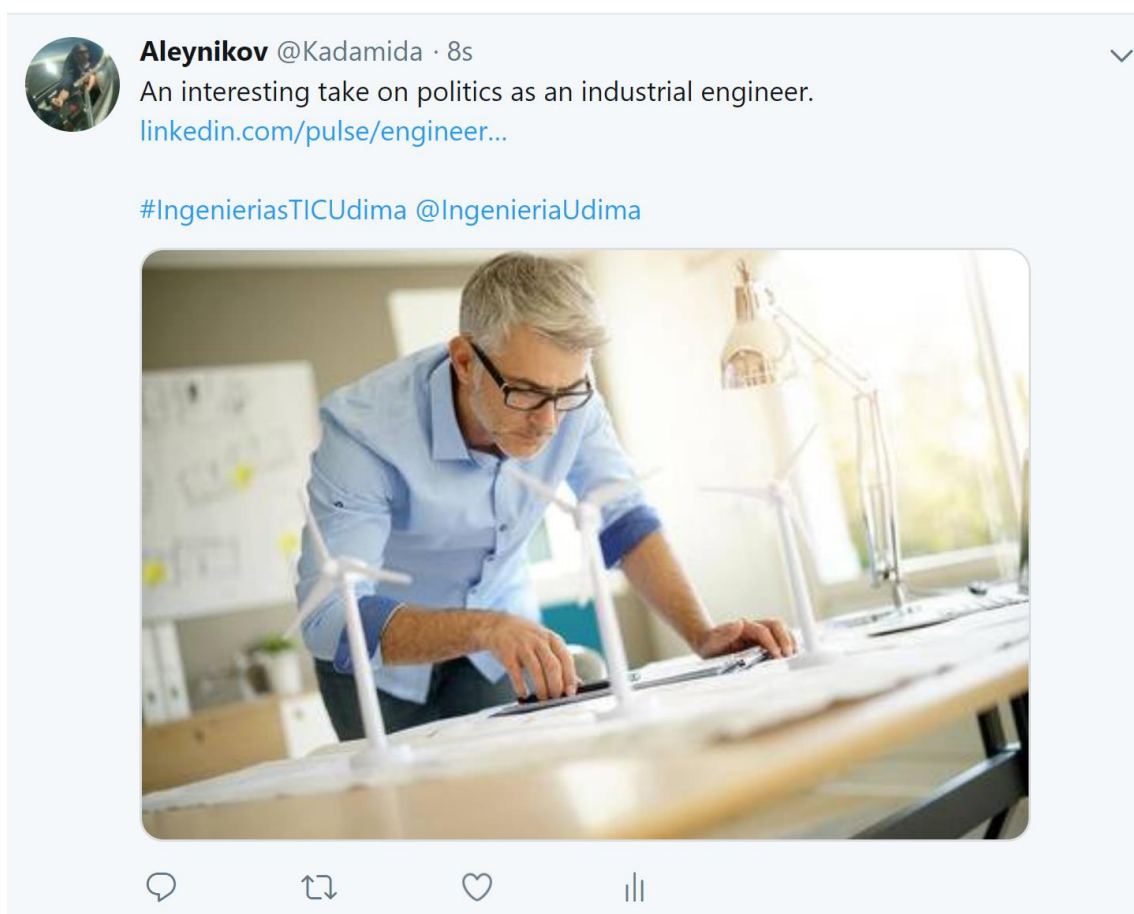 Aleynikov @Kadamida · 8s
An interesting take on politics as an industrial engineer.
linkedin.com/pulse/engineer...
#IngenieriasTICUdima @IngenieriaUdima